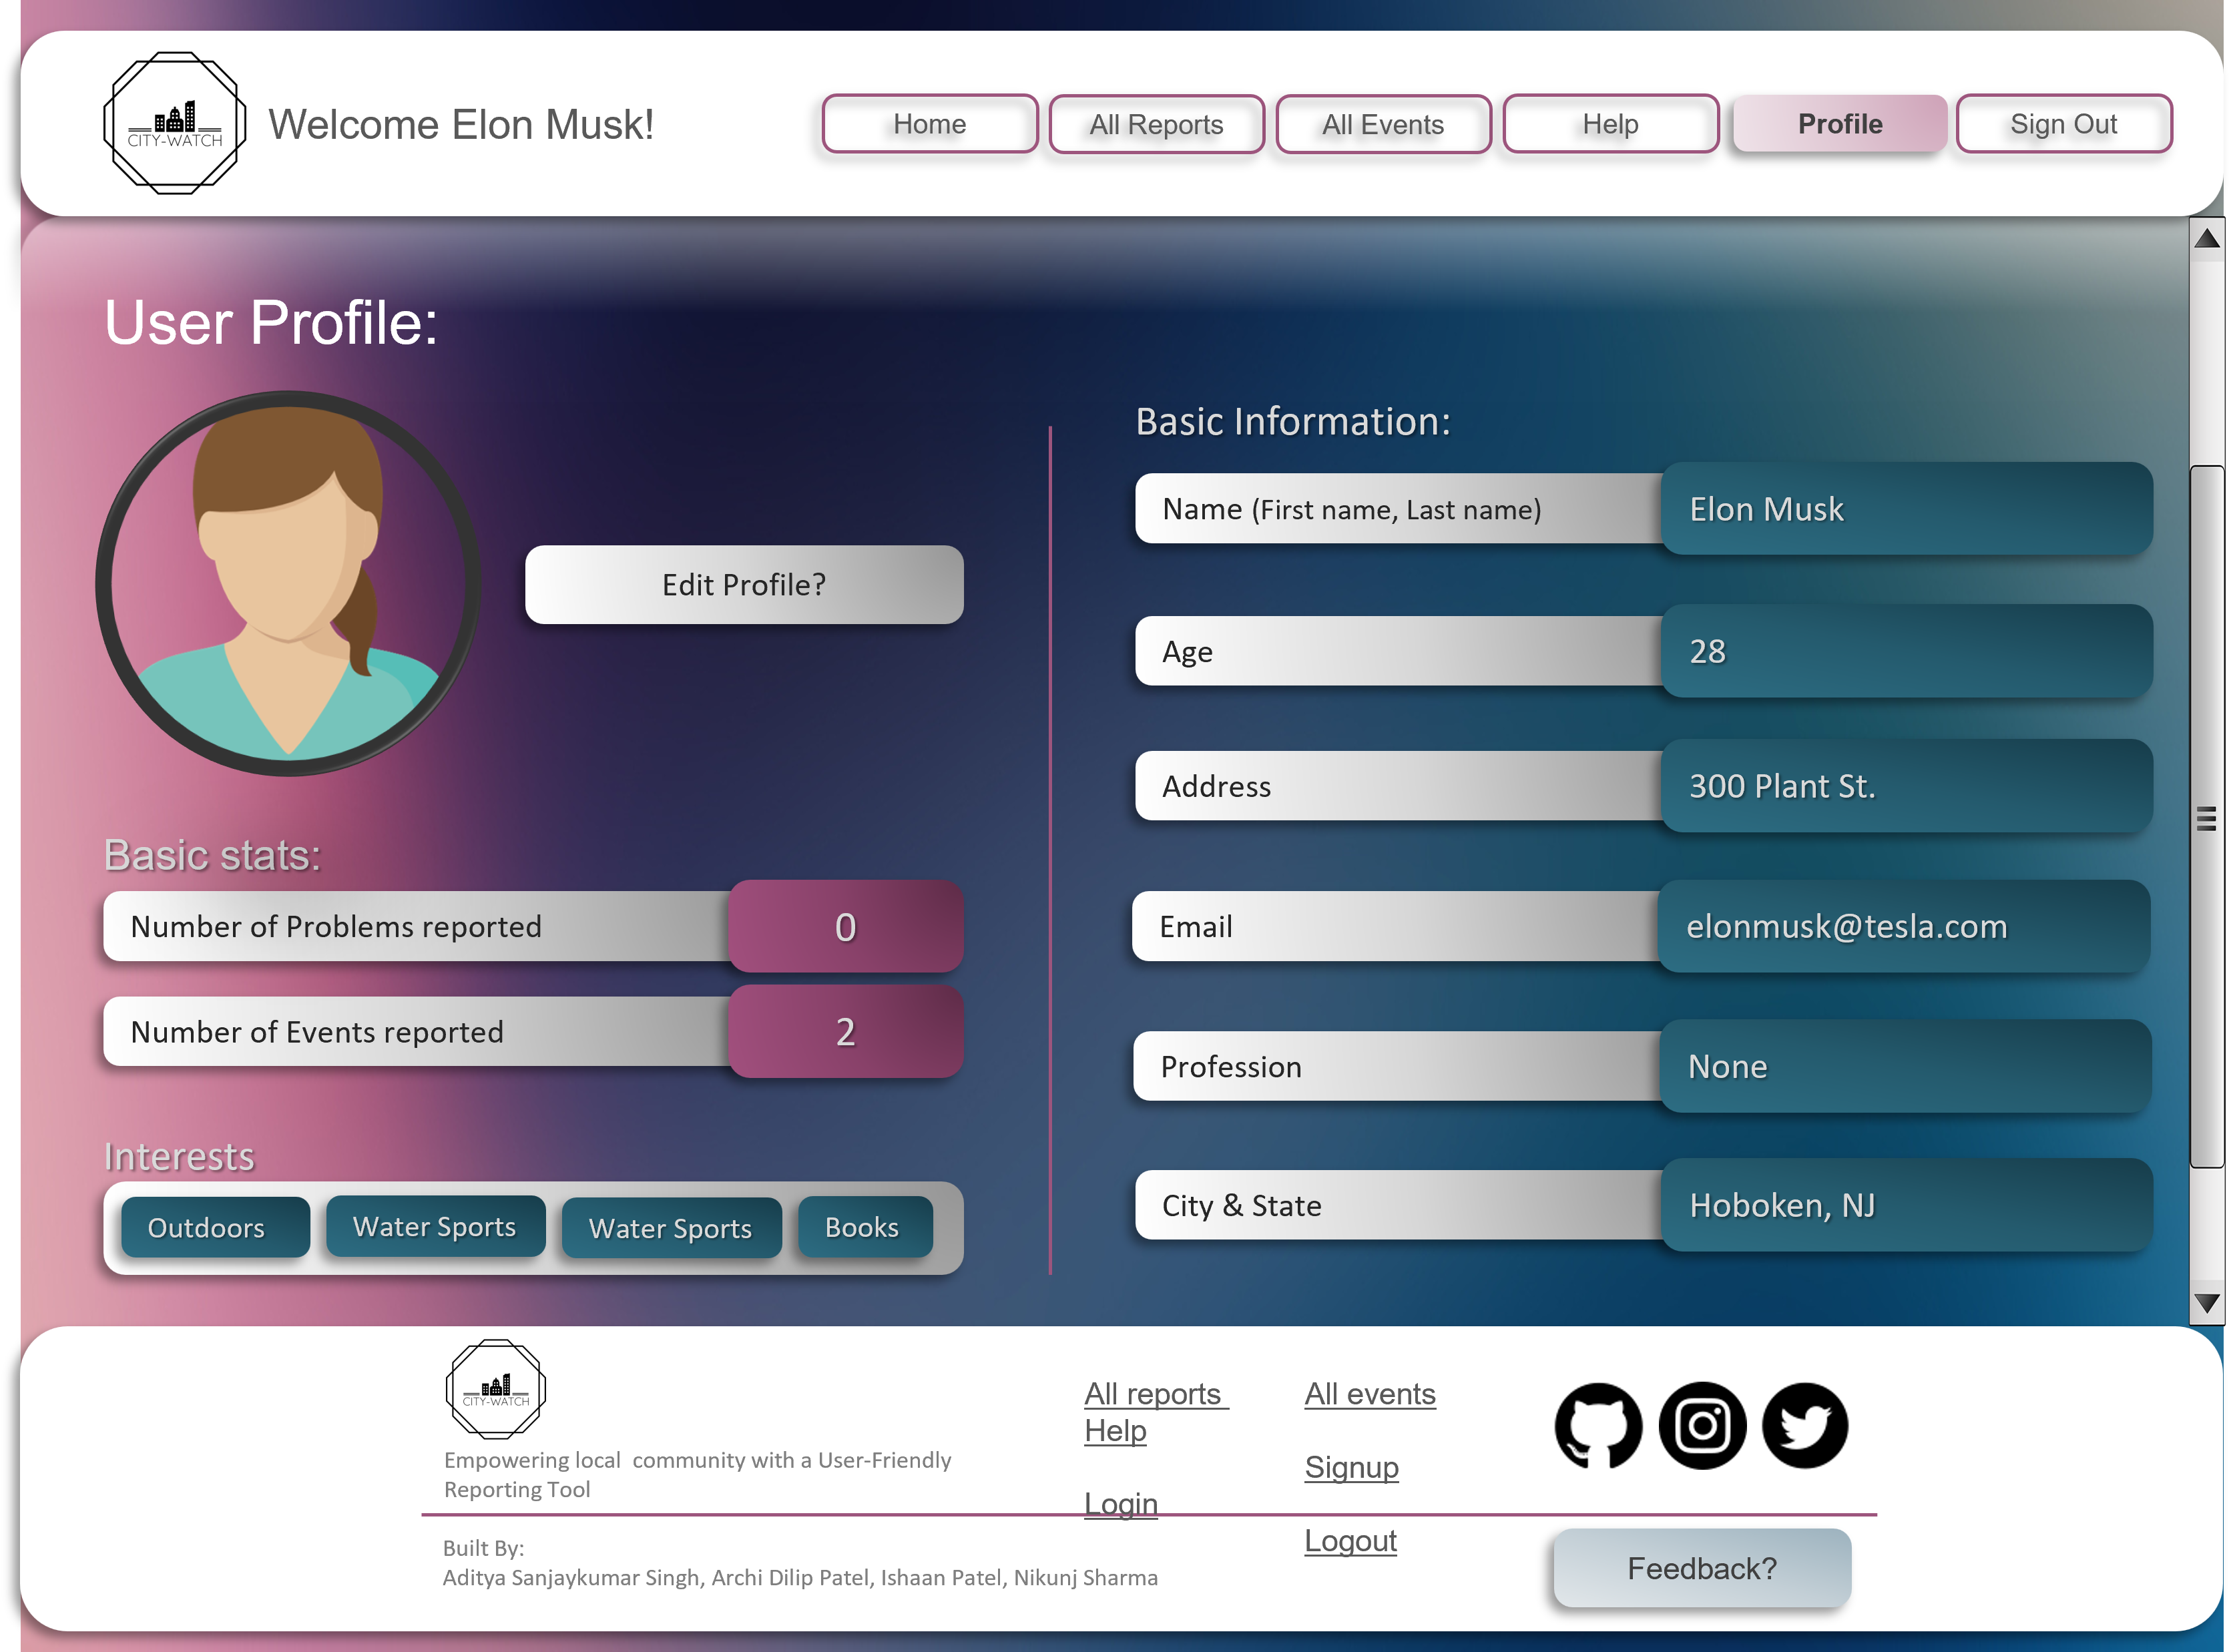 CITY-WATCH
Welcome Elon Musk!
Home
All Reports
All Events
Help
Profile
Sign Out
User Profile:
Edit Profile?
Basic stats:
Number of Problems reported
0
Number of Events reported
2
Interests
Outdoors
Water Sports
Water Sports
Books
Basic Information:
Name (First name, Last name)
Elon Musk
Age
28
Address
300 Plant St.
Email
elonmusk@tesla.com
Profession
None
City & State
Hoboken, NJ
CITY-WATCH
Empowering local  community with a User-Friendly
Reporting Tool
All reports
Help
Login
All events
Signup
Logout
Built By:
Aditya Sanjaykumar Singh, Archi Dilip Patel, Ishaan Patel, Nikunj Sharma
Feedback?